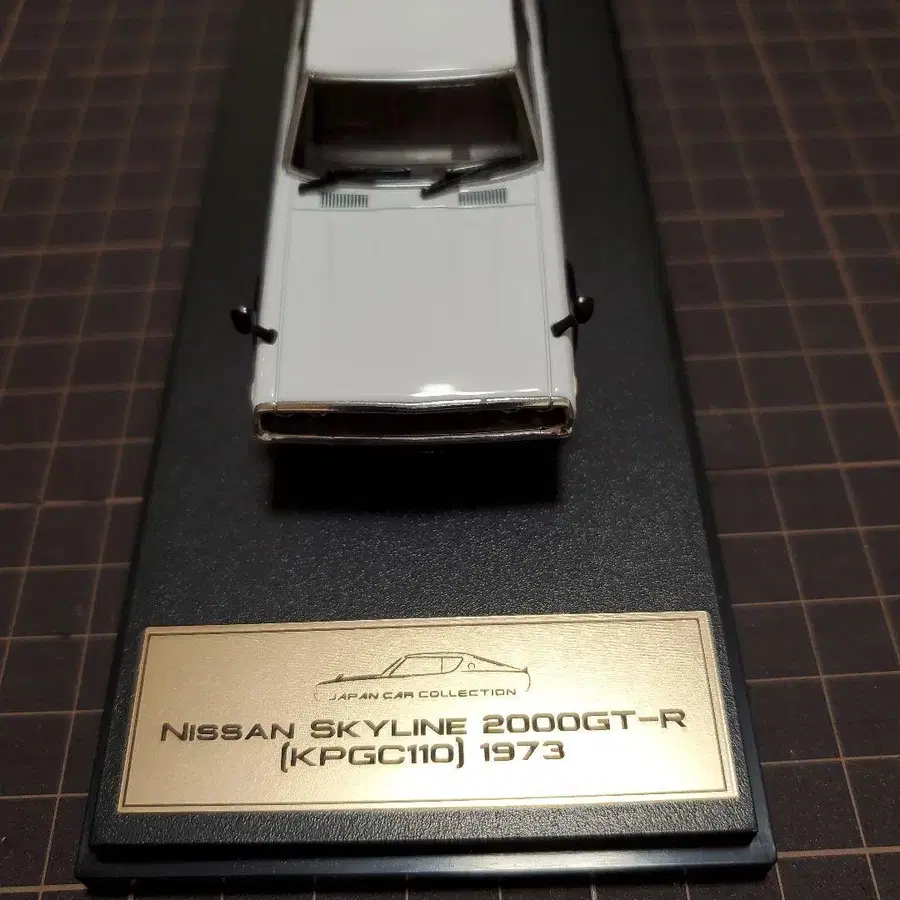 JAPAN CAR COLLECTION
NISSAN SKYLINE 2000GT-R
(KPGC110) 1973